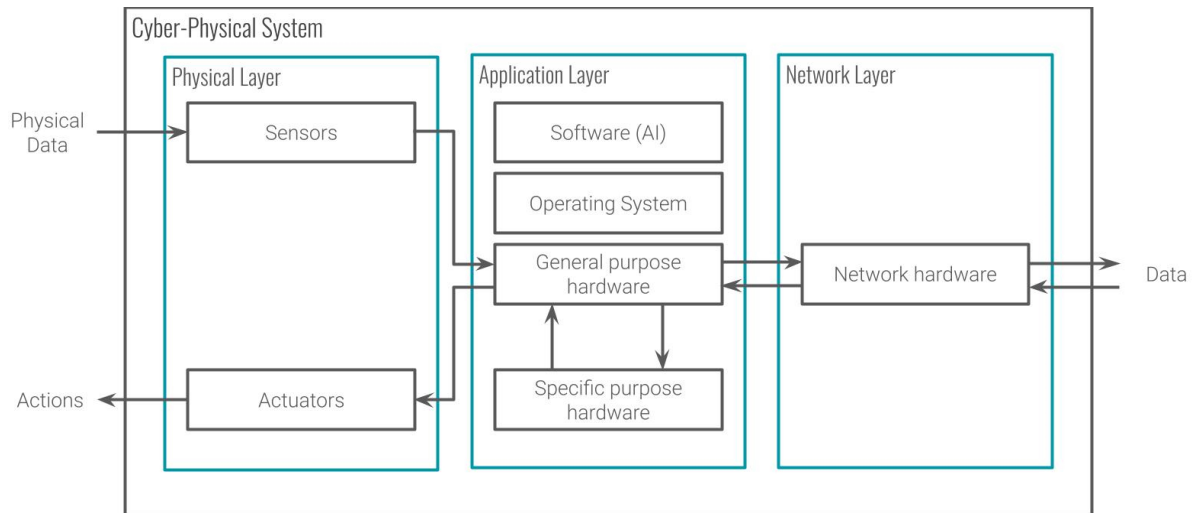 Cyber-Physical System
Physical Layer
Application Layer
Network Layer
Physical
Data
Sensors
Software (AI)
Operating System
General purpose
hardware
Network hardware
Data
Actions
Actuators
Specific purpose
hardware